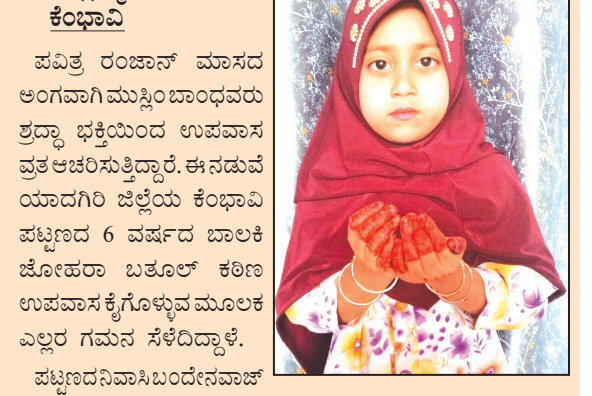 ಕೆಂಭಾವಿ
ಪವಿತ್ರ ರಂಜಾನ್ ಮಾಸದ
ಅಂಗವಾಗಿ ಮುಸ್ಲಿಂ ಬಾಂಧವರು
ಶ್ರದ್ಧಾ ಭಕ್ತಿಯಿಂದ ಉಪವಾಸ
ವ್ರತ ಆಚರಿಸುತ್ತಿದ್ದಾರೆ. ಈ ನಡುವೆ
ಯಾದಗಿರಿ ಜಿಲ್ಲೆಯ ಕೆಂಭಾವಿ
ಪಟ್ಟಣದ 6 ವರ್ಷದ ಬಾಲಕಿ
ಜೋಹರಾ ಬತೂಲ್ ಕಠಿಣ
ಉಪವಾಸ ಕೈಗೊಳ್ಳುವ ಮೂಲಕ
ಎಲ್ಲರ ಗಮನ ಸೆಳೆದಿದ್ದಾಳೆ.
ಪಟ್ಟಣದ ನಿವಾಸಿ ಬಂದೇನವಾಜ್